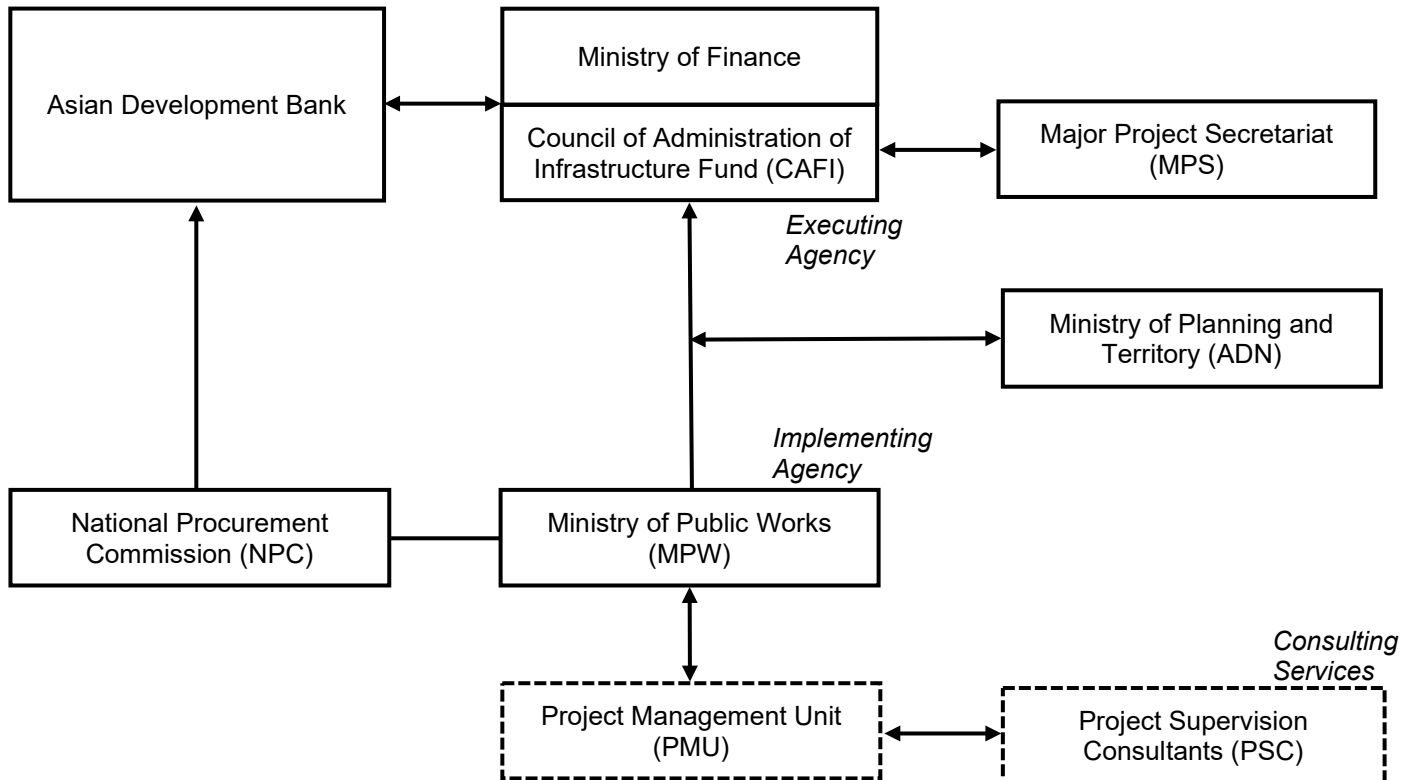 Ministry of Finance
Asian Development Bank
Council of Administration of
Infrastructure Fund (CAFI)
Major Project Secretariat
(MPS)
Executing
Agency
Ministry of Planning and
Territory (ADN)
Implementing
Agency
National Procurement
Commission (NPC)
Ministry of Public Works
(MPW)
Consulting
Services
Project Management Unit
(PMU)
Project Supervision
Consultants (PSC)